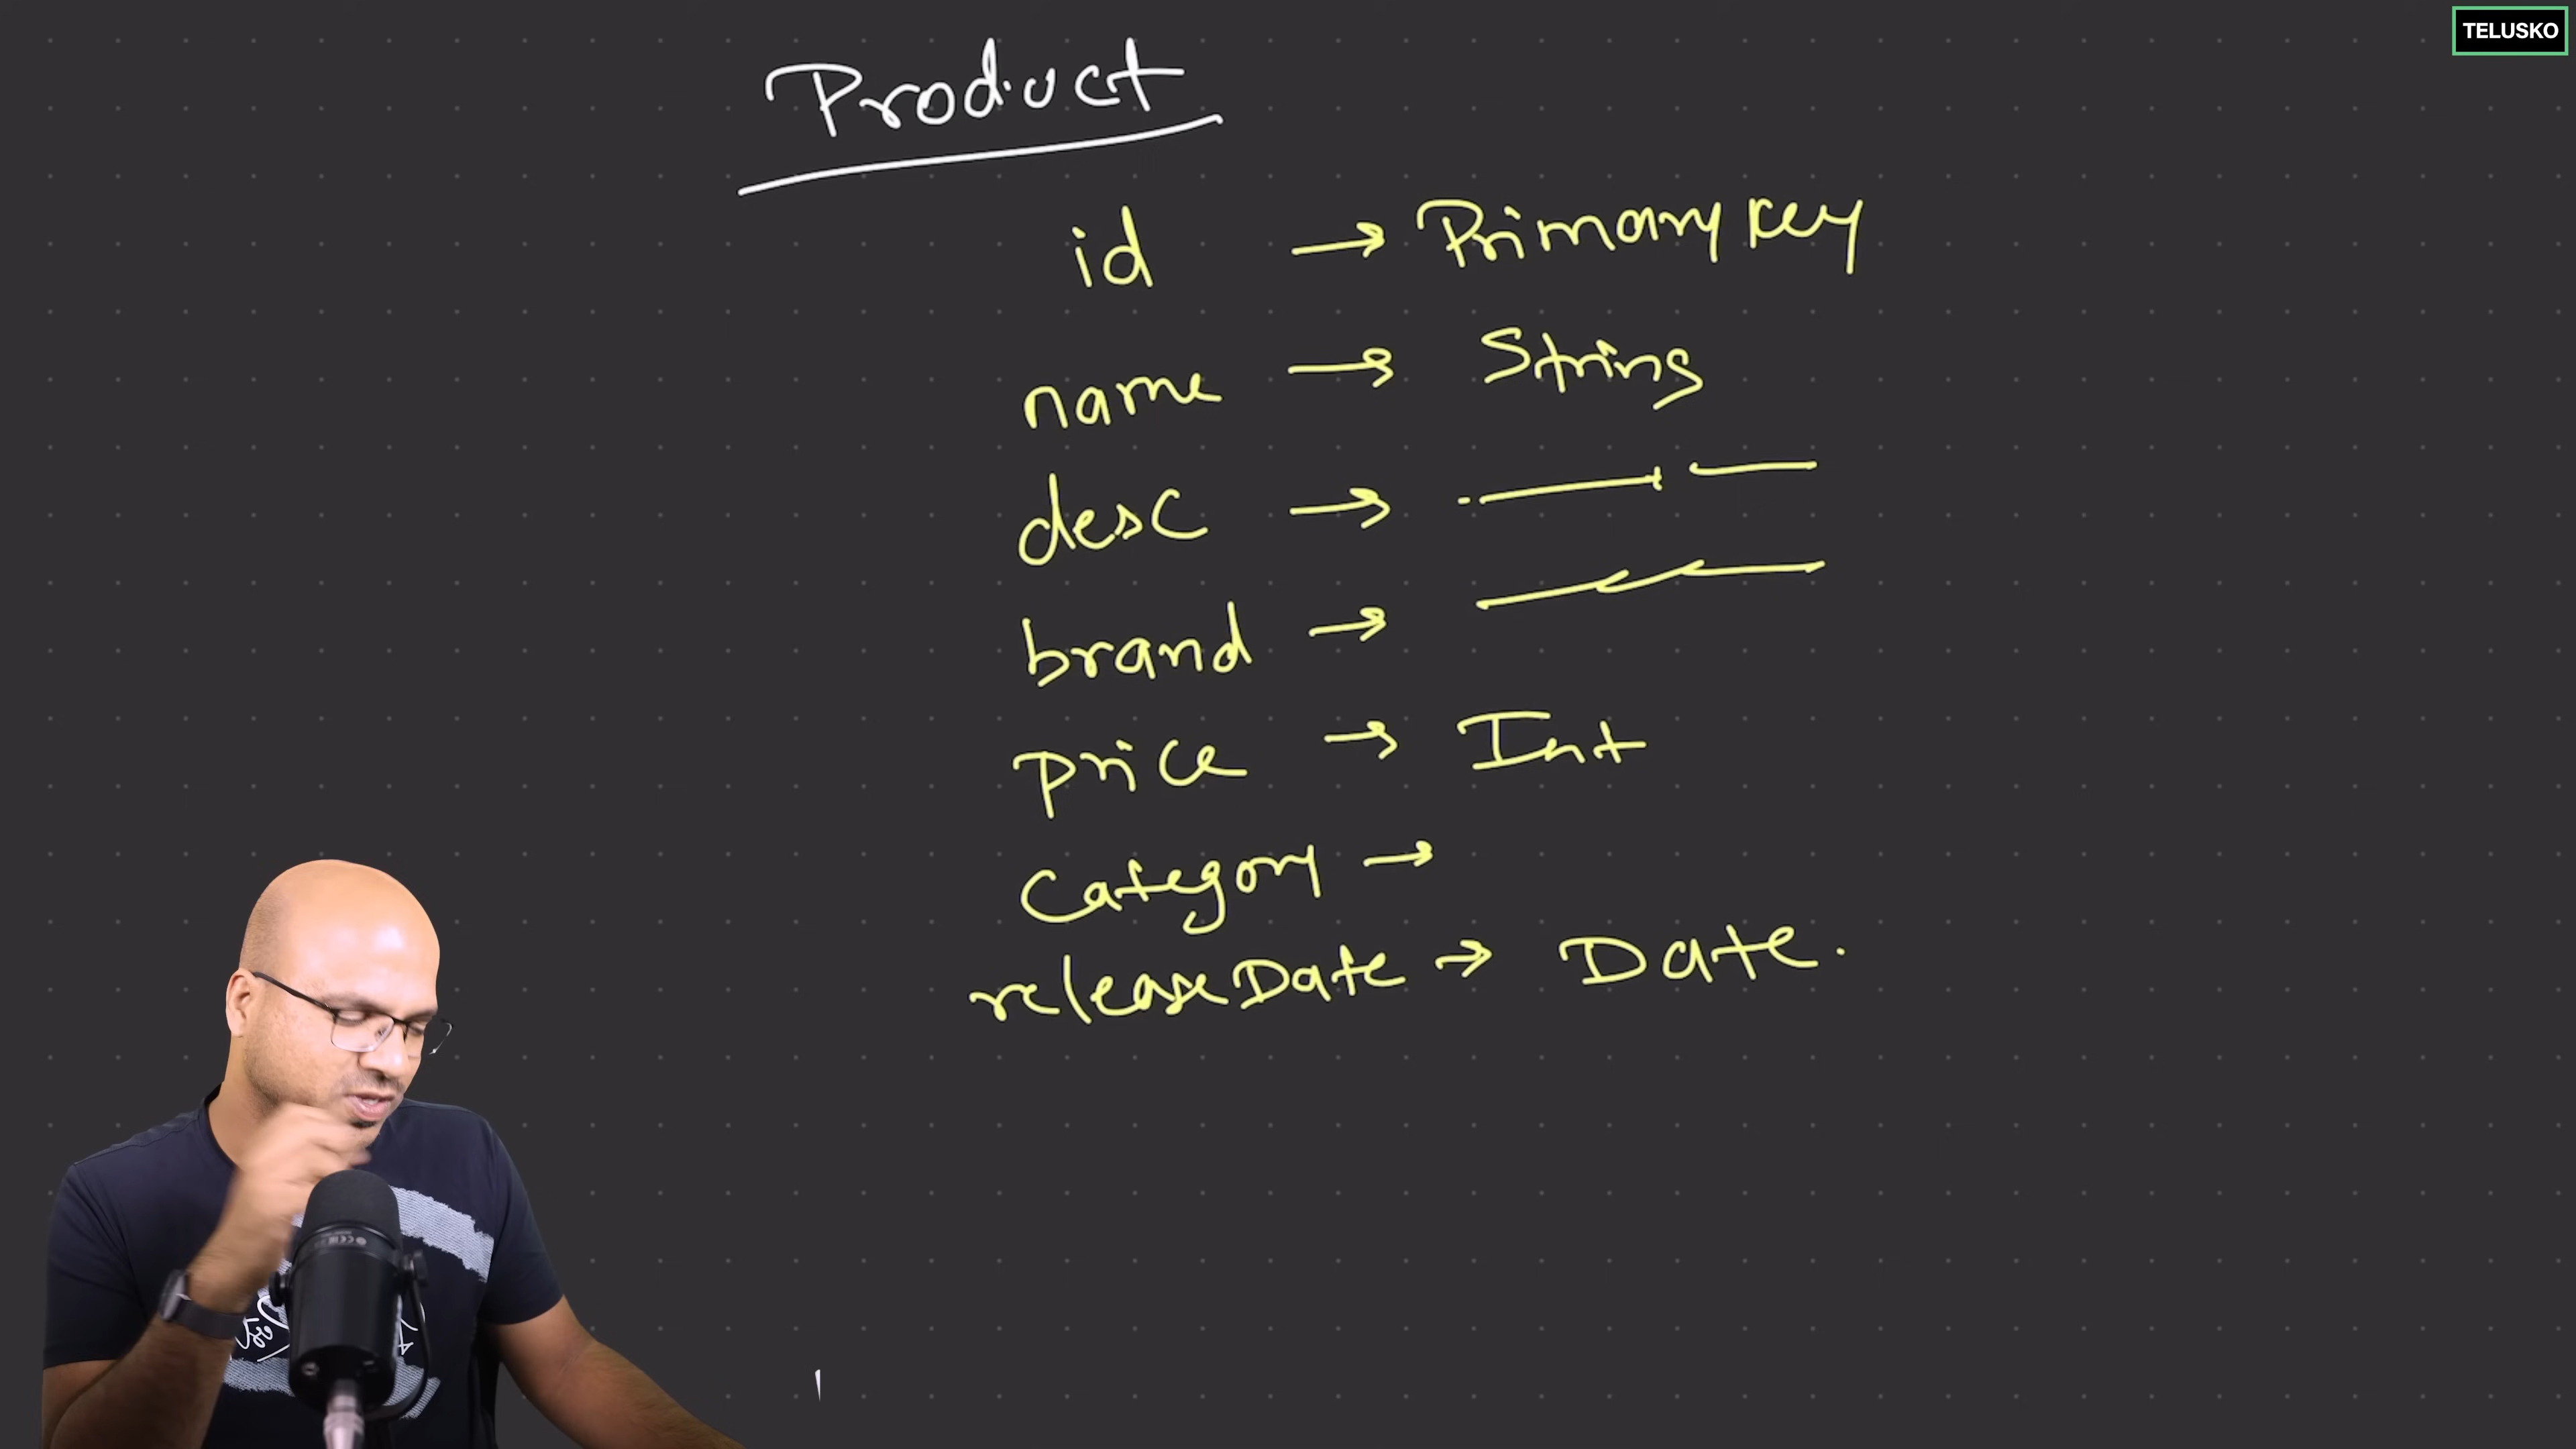 TELUSKO
Product
id → Primary key
name → String
desc →
brand →
price → Int
Category →
releaseDate → Date.